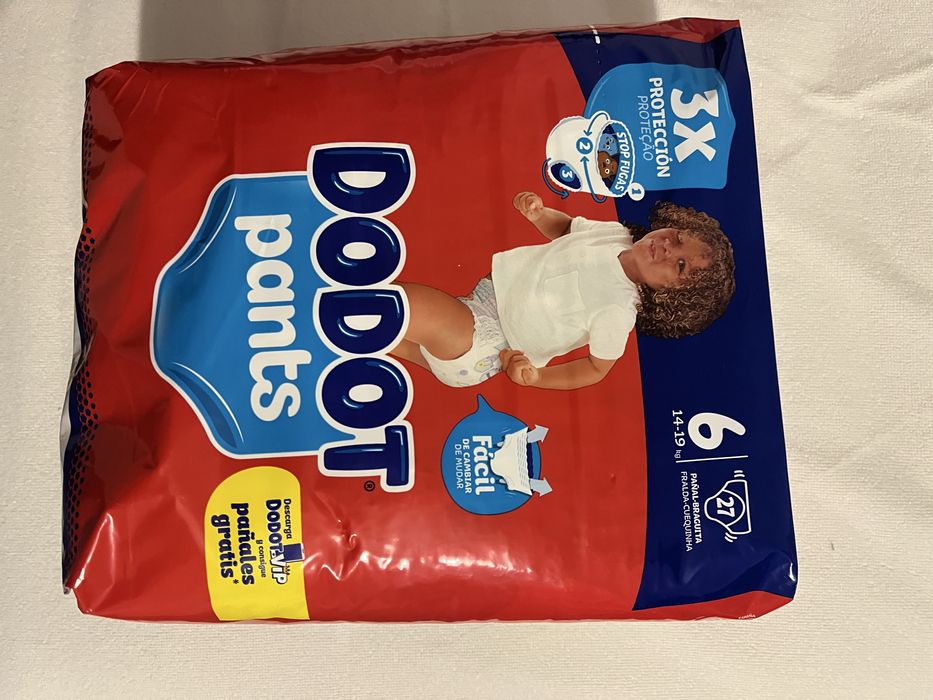 3X
PROTECCIÓN
PROTEÇÃO
STOP FUGAS
1
2
3
6
14-19 kg
27
PAÑAL-BRAGUITA
FRALDA-CUEQUINHA
Fácil
DE CAMBIAR
DE MUDAR
DODOT®
pants
Descarga
DODOT VIP
y consigue
pañales
gratis*